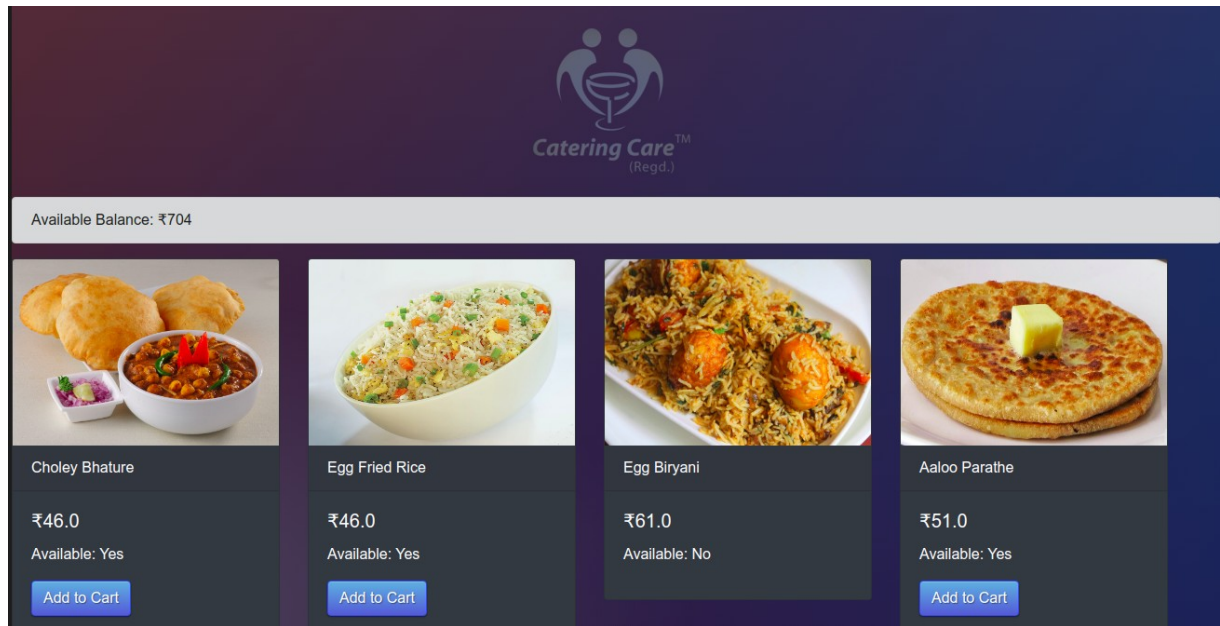 Catering Care™
(Regd.)
Available Balance: ₹704
Choley Bhature
₹46.0
Available: Yes
Add to Cart
Egg Fried Rice
₹46.0
Available: Yes
Add to Cart
Egg Biryani
₹61.0
Available: No
Aaloo Parathe
₹51.0
Available: Yes
Add to Cart